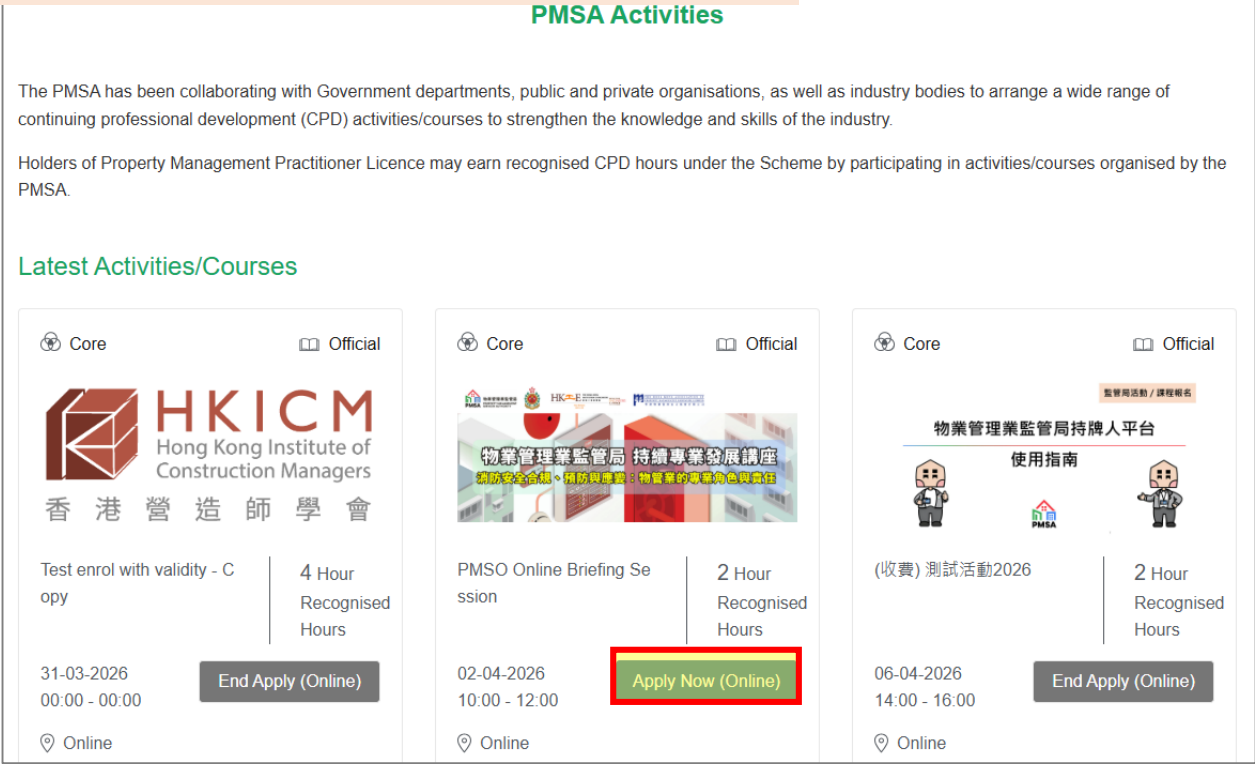 PMSA Activities
The PMSA has been collaborating with Government departments, public and private organisations, as well as industry bodies to arrange a wide range of
continuing professional development (CPD) activities/courses to strengthen the knowledge and skills of the industry.
Holders of Property Management Practitioner Licence may earn recognised CPD hours under the Scheme by participating in activities/courses organised by the
PMSA.
Latest Activities/Courses
Core
Official
HKICM
Hong Kong Institute of
Construction Managers
香港營造師學會
Test enrol with validity - C
opy
4 Hour
Recognised
Hours
31-03-2026
00:00 - 00:00
End Apply (Online)
Online
Core
Official
PMSA
物業管理業監管局 持續專業發展講座
消防安全合規、預防與應變：物管業的專業角色與責任
PMSO Online Briefing Se
ssion
2 Hour
Recognised
Hours
02-04-2026
10:00 - 12:00
Apply Now (Online)
Online
Core
Official
監管局活動 / 課程報名
物業管理業監管局持牌人平台
使用指南
PMSA
(收費) 測試活動2026
2 Hour
Recognised
Hours
06-04-2026
14:00 - 16:00
End Apply (Online)
Online